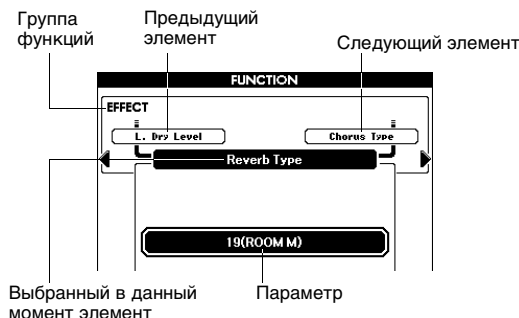 Группа
функций
Предыдущий
элемент
Следующий элемент
FUNCTION
EFFECT
L. Dry Level
Chorus Type
Reverb Type
19(ROOM M)
Выбранный в данный
момент элемент
Параметр